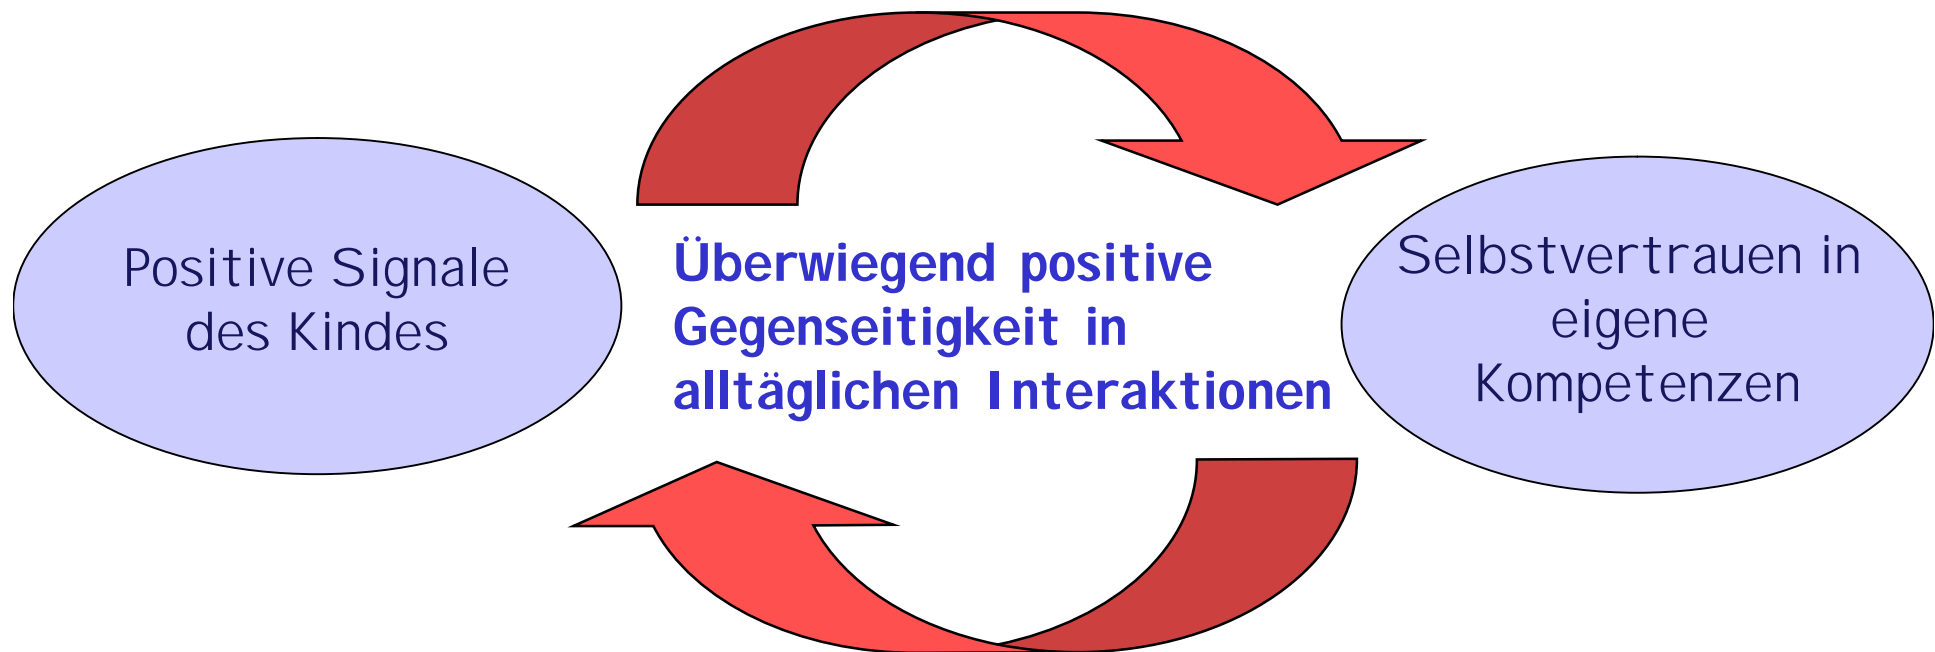 Positive Signale
des Kindes
Überwiegend positive
Gegenseitigkeit in
alltäglichen Interaktionen
Selbstvertrauen in
eigene
Kompetenzen